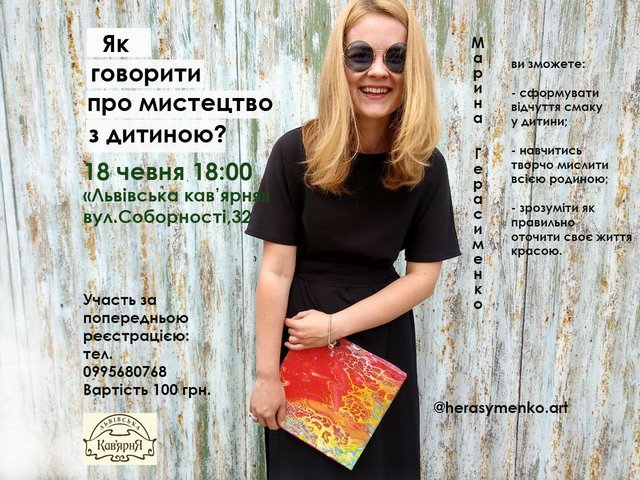 Як
говорити
про мистецтво
з дитиною?
18 чевня 18:00
«Львівська кав’ярня»
вул.Соборності,32
Участь за
попередньою
реєстрацією:
тел.
0995680768
Вартість 100 грн.
ЛЬВІВСЬКА
КАВ'ЯРНЯ
Марина Герасименко
ви зможете:
- сформувати
відчуття смаку
у дитини;
- навчитись
творчо мислити
всією родиною;
- зрозуміти як
правильно
оточити своє життя
красою.
@herasymenko.art